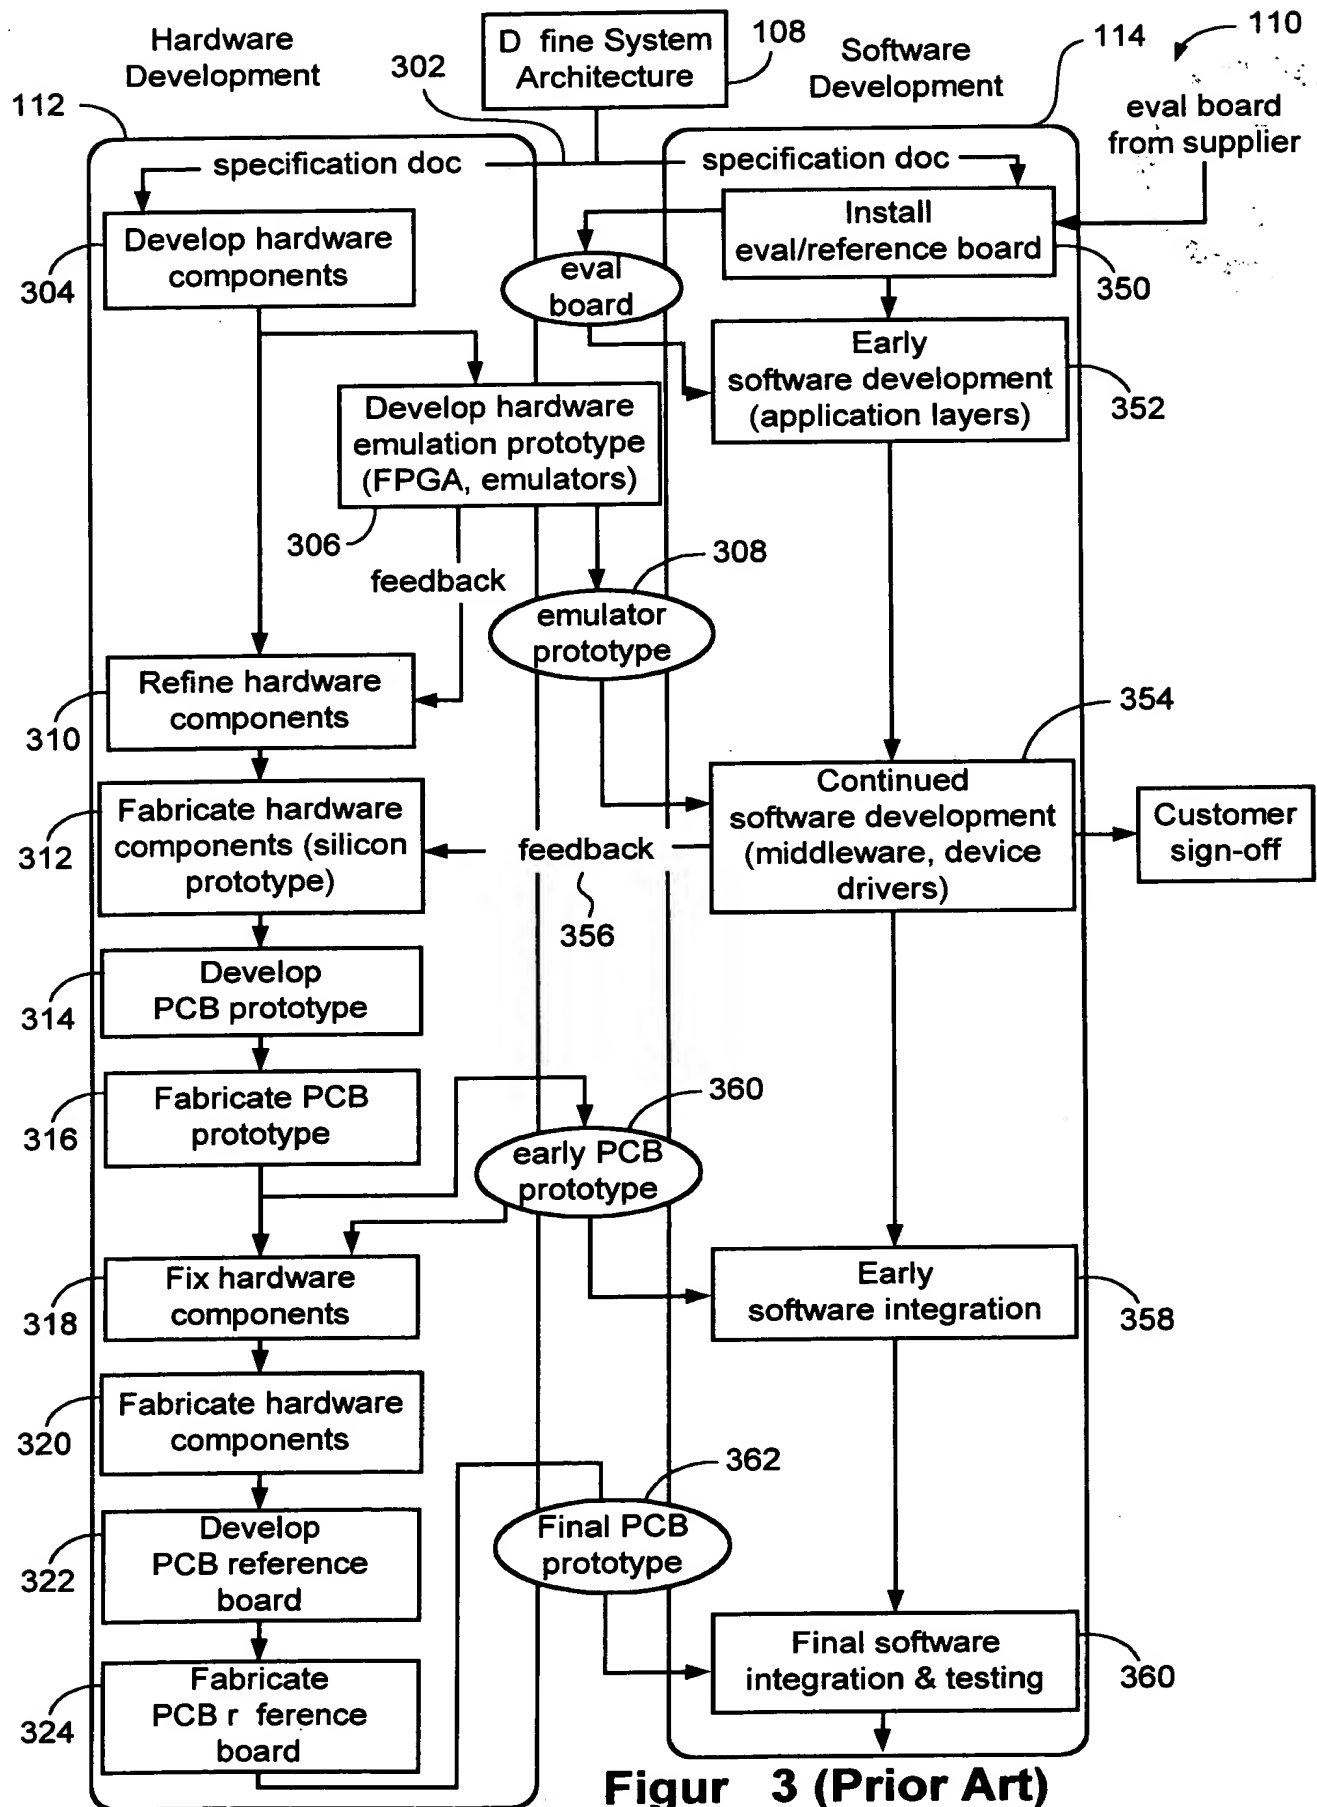 Hardware
Development
D fine System
Architecture
108
Software
Development
114
110
302
112
eval board
from supplier
specification doc
specification doc
Install
eval/reference board
350
Develop hardware
components
304
eval
board
Early
software development
(application layers)
352
Develop hardware
emulation prototype
(FPGA, emulators)
306
feedback
308
emulator
prototype
Refine hardware
components
310
354
Continued
software development
(middleware, device
drivers)
Customer
sign-off
Fabricate hardware
components (silicon
prototype)
312
feedback
356
Develop
PCB prototype
314
Fabricate PCB
prototype
316
360
early PCB
prototype
Fix hardware
components
318
Early
software integration
358
Fabricate hardware
components
320
362
Final PCB
prototype
Develop
PCB reference
board
322
Final software
integration & testing
360
Fabricate
PCB r ference
board
324
Figur 3 (Prior Art)